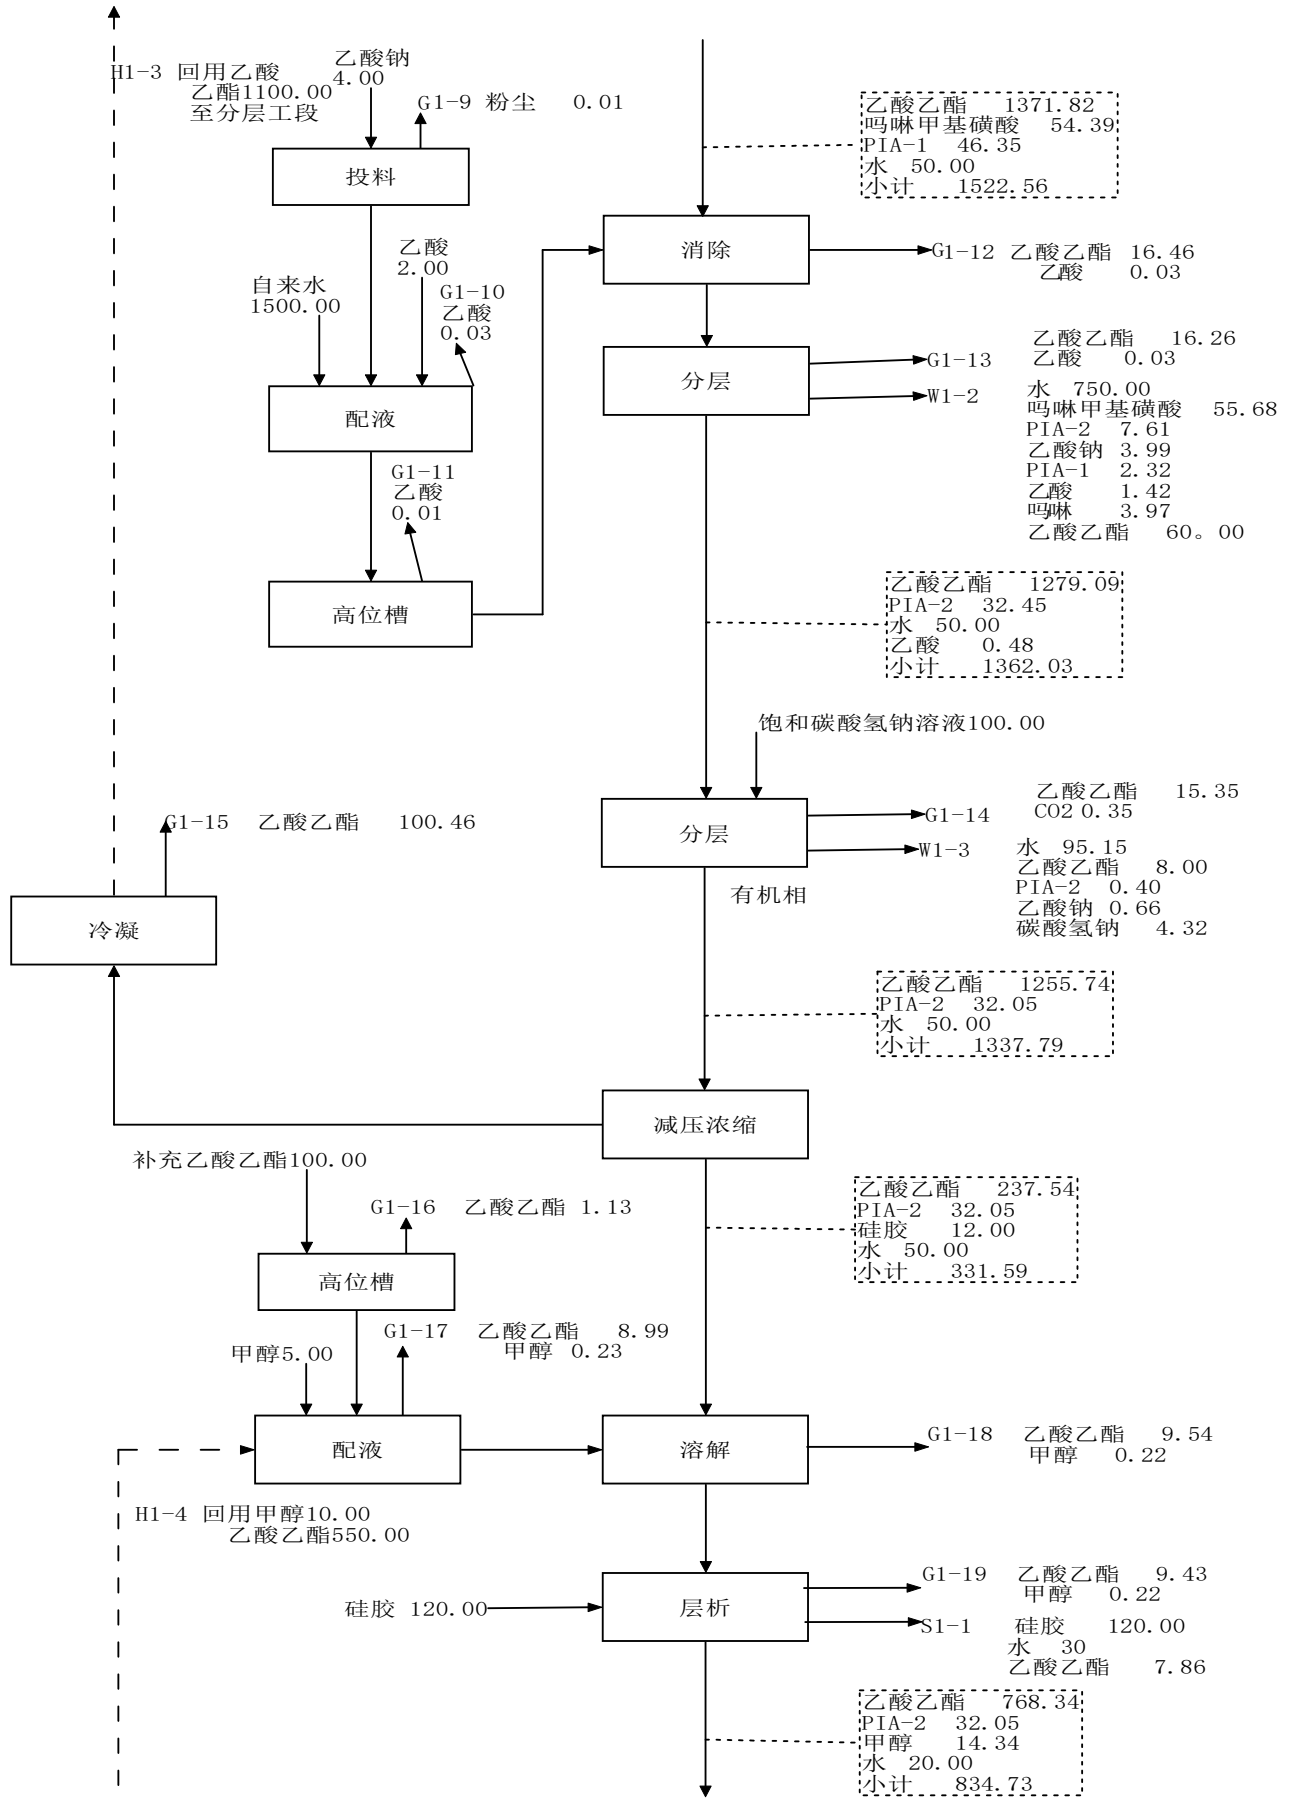 H1-3 回用乙酸
乙酯1100.00
至分层工段
乙酸钠
4.00
G1-9 粉尘 0.01
投料
乙酸乙酯 1371.82
吗啉甲基磺酸 54.39
PIA-1 46.35
水 50.00
小计 1522.56
消除
G1-12 乙酸乙酯 16.46
乙酸 0.03
自来水
1500.00
乙酸
2.00
G1-10
乙酸
0.03
配液
分层
G1-13
乙酸乙酯 16.26
乙酸 0.03
W1-2
水 750.00
吗啉甲基磺酸 55.68
PIA-2 7.61
乙酸钠 3.99
PIA-1 2.32
乙酸 1.42
吗啉 3.97
乙酸乙酯 60。00
G1-11
乙酸
0.01
高位槽
乙酸乙酯 1279.09
PIA-2 32.45
水 50.00
乙酸 0.48
小计 1362.03
饱和碳酸氢钠溶液100.00
分层
G1-14
乙酸乙酯 15.35
CO2 0.35
W1-3
水 95.15
乙酸乙酯 8.00
PIA-2 0.40
乙酸钠 0.66
碳酸氢钠 4.32
有机相
G1-15 乙酸乙酯 100.46
冷凝
乙酸乙酯 1255.74
PIA-2 32.05
水 50.00
小计 1337.79
减压浓缩
补充乙酸乙酯100.00
G1-16 乙酸乙酯 1.13
高位槽
乙酸乙酯 237.54
PIA-2 32.05
硅胶 12.00
水 50.00
小计 331.59
甲醇5.00
G1-17 乙酸乙酯 8.99
甲醇 0.23
配液
溶解
G1-18 乙酸乙酯 9.54
甲醇 0.22
H1-4 回用甲醇10.00
乙酸乙酯550.00
硅胶 120.00
层析
G1-19 乙酸乙酯 9.43
甲醇 0.22
S1-1 硅胶 120.00
水 30
乙酸乙酯 7.86
乙酸乙酯 768.34
PIA-2 32.05
甲醇 14.34
水 20.00
小计 834.73